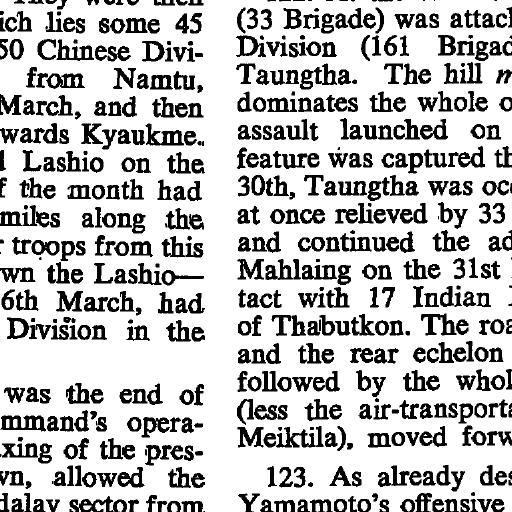 lies some 45
50 Chinese Divi-
from Namtu,
March, and then
wards Kyaukme.
Lashio on the
the month had
miles along the
troops from this
wn the Lashio—
6th March, had
Division in the
was the end of
mmand's opera-
xing of the pres-
wn, allowed the
dalay sector from
(33 Brigade) was attac
Division (161 Brigad
Taungtha. The hill m
dominates the whole o
assault launched on
feature was captured th
30th, Taungtha was occ
at once relieved by 33
and continued the ad
Mahlaing on the 31st
tact with 17 Indian
of Thabutkon. The roa
and the rear echelon
followed by the whol
(less the air-transporta
Meiktila), moved forw
123. As already des
Yamamoto's offensive